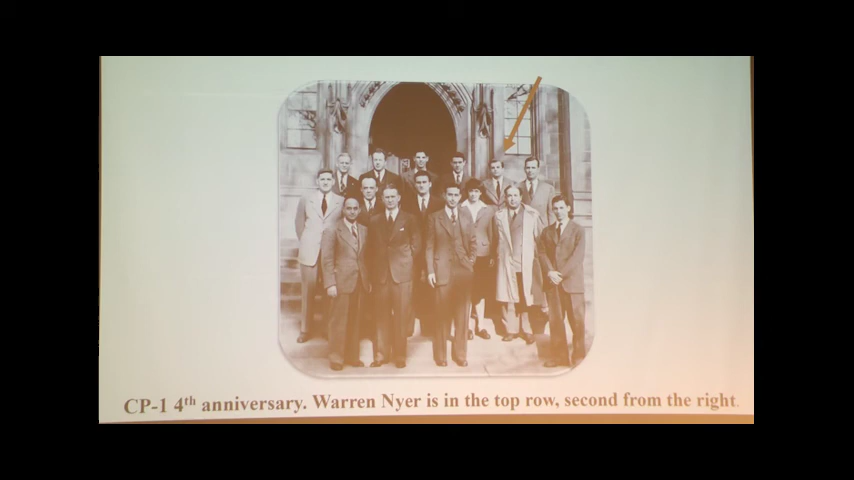 CP-1 4th anniversary. Warren Nyer is in the top row, second from the right.